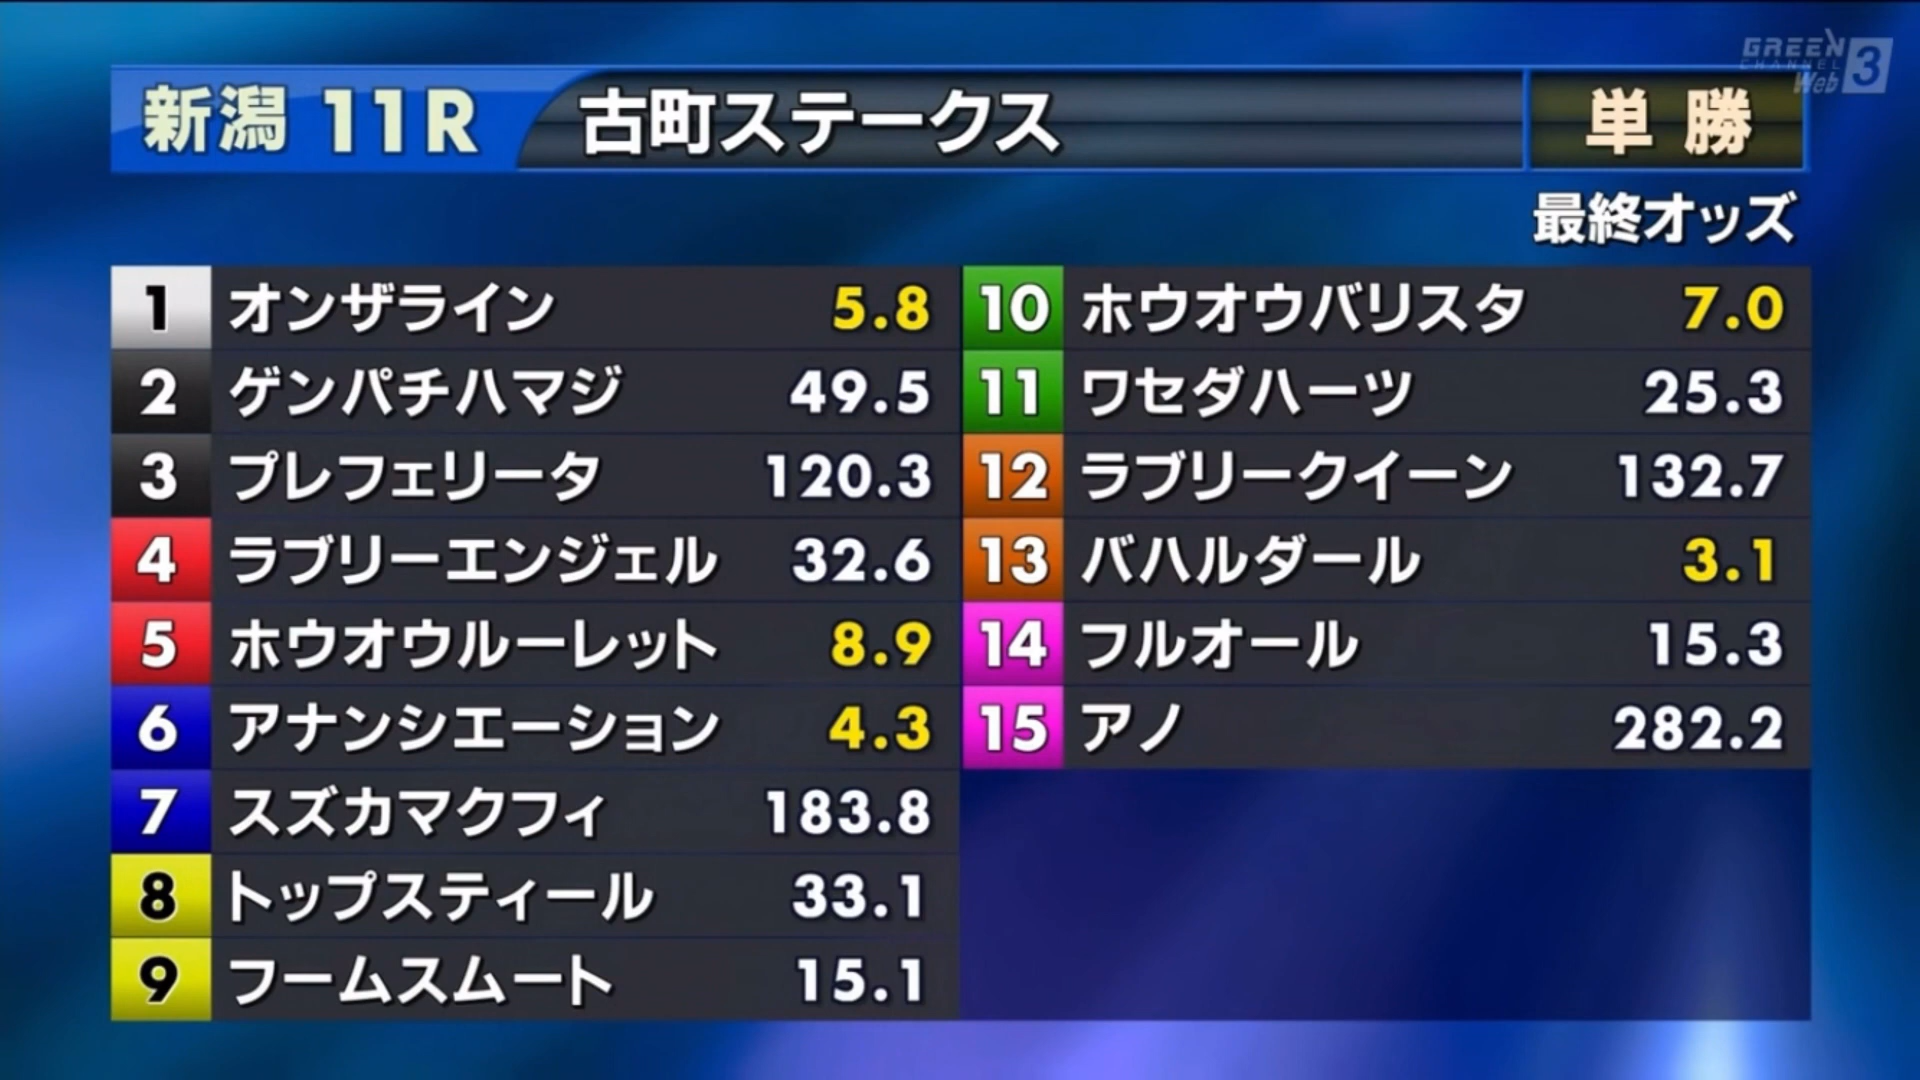 GREEN CHANNEL Web 3
新潟 11R 古町ステークス 単勝
最終オッズ
1 オンザライン 5.8
2 ゲンパチハマジ 49.5
3 プレフェリータ 120.3
4 ラブリーエンジェル 32.6
5 ホウオウルーレット 8.9
6 アナンシエーション 4.3
7 スズカマクフィ 183.8
8 トップスティール 33.1
9 フームスムート 15.1
10 ホウオウバリスタ 7.0
11 ワセダハーツ 25.3
12 ラブリークイーン 132.7
13 バハルダール 3.1
14 フルオール 15.3
15 アノ 282.2